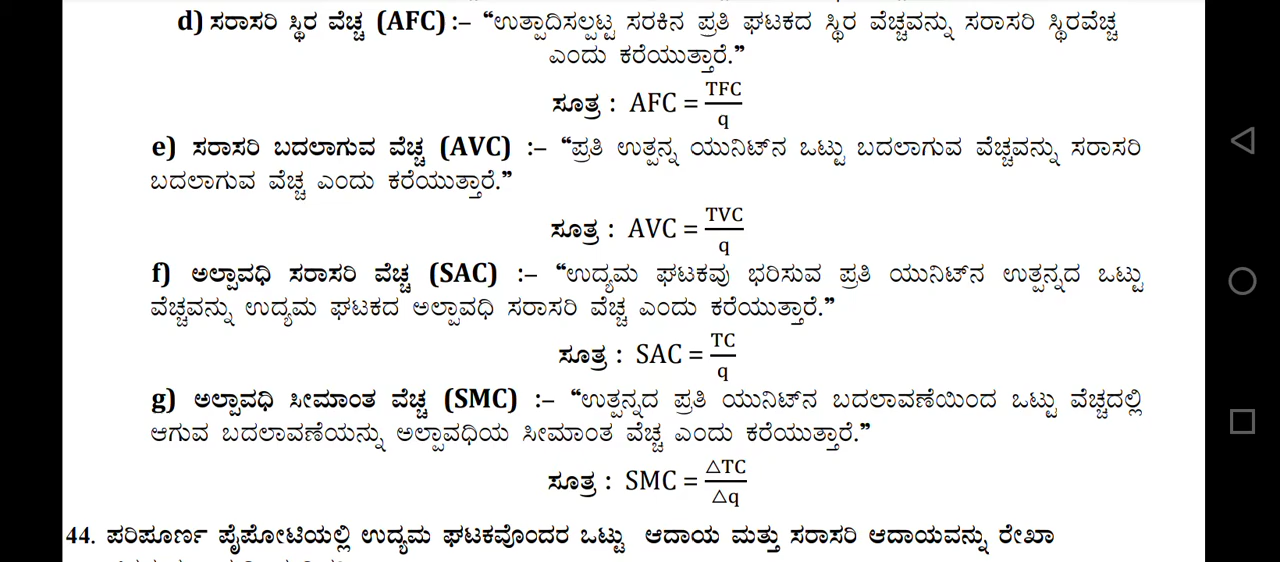 d) ಸರಾಸರಿ ಸ್ಥಿರ ವೆಚ್ಚ (AFC) :– “ಉತ್ಪಾದಿಸಲ್ಪಟ್ಟ ಸರಕಿನ ಪ್ರತಿ ಘಟಕದ ಸ್ಥಿರ ವೆಚ್ಚವನ್ನು ಸರಾಸರಿ ಸ್ಥಿರವೆಚ್ಚ
ಎಂದು ಕರೆಯುತ್ತಾರೆ.”
ಸೂತ್ರ : AFC = TFC/q
e) ಸರಾಸರಿ ಬದಲಾಗುವ ವೆಚ್ಚ (AVC) :– “ಪ್ರತಿ ಉತ್ಪನ್ನ ಯುನಿಟ್‌ನ ಒಟ್ಟು ಬದಲಾಗುವ ವೆಚ್ಚವನ್ನು ಸರಾಸರಿ
ಬದಲಾಗುವ ವೆಚ್ಚ ಎಂದು ಕರೆಯುತ್ತಾರೆ.”
ಸೂತ್ರ : AVC = TVC/q
f) ಅಲ್ಪಾವಧಿ ಸರಾಸರಿ ವೆಚ್ಚ (SAC) :– “ಉದ್ಯಮ ಘಟಕವು ಭರಿಸುವ ಪ್ರತಿ ಯುನಿಟ್‌ನ ಉತ್ಪನ್ನದ ಒಟ್ಟು
ವೆಚ್ಚವನ್ನು ಉದ್ಯಮ ಘಟಕದ ಅಲ್ಪಾವಧಿ ಸರಾಸರಿ ವೆಚ್ಚ ಎಂದು ಕರೆಯುತ್ತಾರೆ.”
ಸೂತ್ರ : SAC = TC/q
g) ಅಲ್ಪಾವಧಿ ಸೀಮಾಂತ ವೆಚ್ಚ (SMC) :– “ಉತ್ಪನ್ನದ ಪ್ರತಿ ಯುನಿಟ್‌ನ ಬದಲಾವಣೆಯಿಂದ ಒಟ್ಟು ವೆಚ್ಚದಲ್ಲಿ
ಆಗುವ ಬದಲಾವಣೆಯನ್ನು ಅಲ್ಪಾವಧಿಯ ಸೀಮಾಂತ ವೆಚ್ಚ ಎಂದು ಕರೆಯುತ್ತಾರೆ.”
ಸೂತ್ರ : SMC = △TC/△q
44. ಪರಿಪೂರ್ಣ ಪೈಪೋಟಿಯಲ್ಲಿ ಉದ್ಯಮ ಘಟಕವೊಂದರ ಒಟ್ಟು ಆದಾಯ ಮತ್ತು ಸರಾಸರಿ ಆದಾಯವನ್ನು ರೇಖಾ